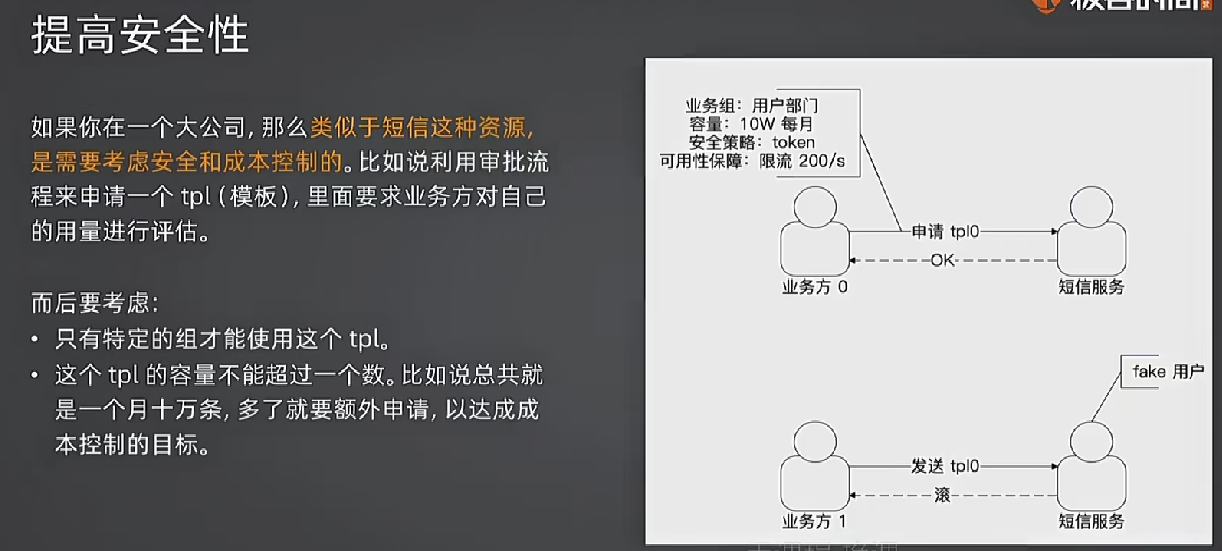 提高安全性
如果你在一个大公司，那么类似于短信这种资源，
是需要考虑安全和成本控制的。比如说利用审批流
程来申请一个 tpl（模板），里面要求业务方对自己
的用量进行评估。
而后要考虑：
• 只有特定的组才能使用这个 tpl。
• 这个 tpl 的容量不能超过一个数。比如说总共就
是一个月十万条，多了就要额外申请，以达成成
本控制的目标。
业务组：用户部门
容量：10W 每月
安全策略：token
可用性保障：限流 200/s
申请 tpl0
OK
业务方 0
短信服务
fake 用户
发送 tpl0
滚
业务方 1
短信服务